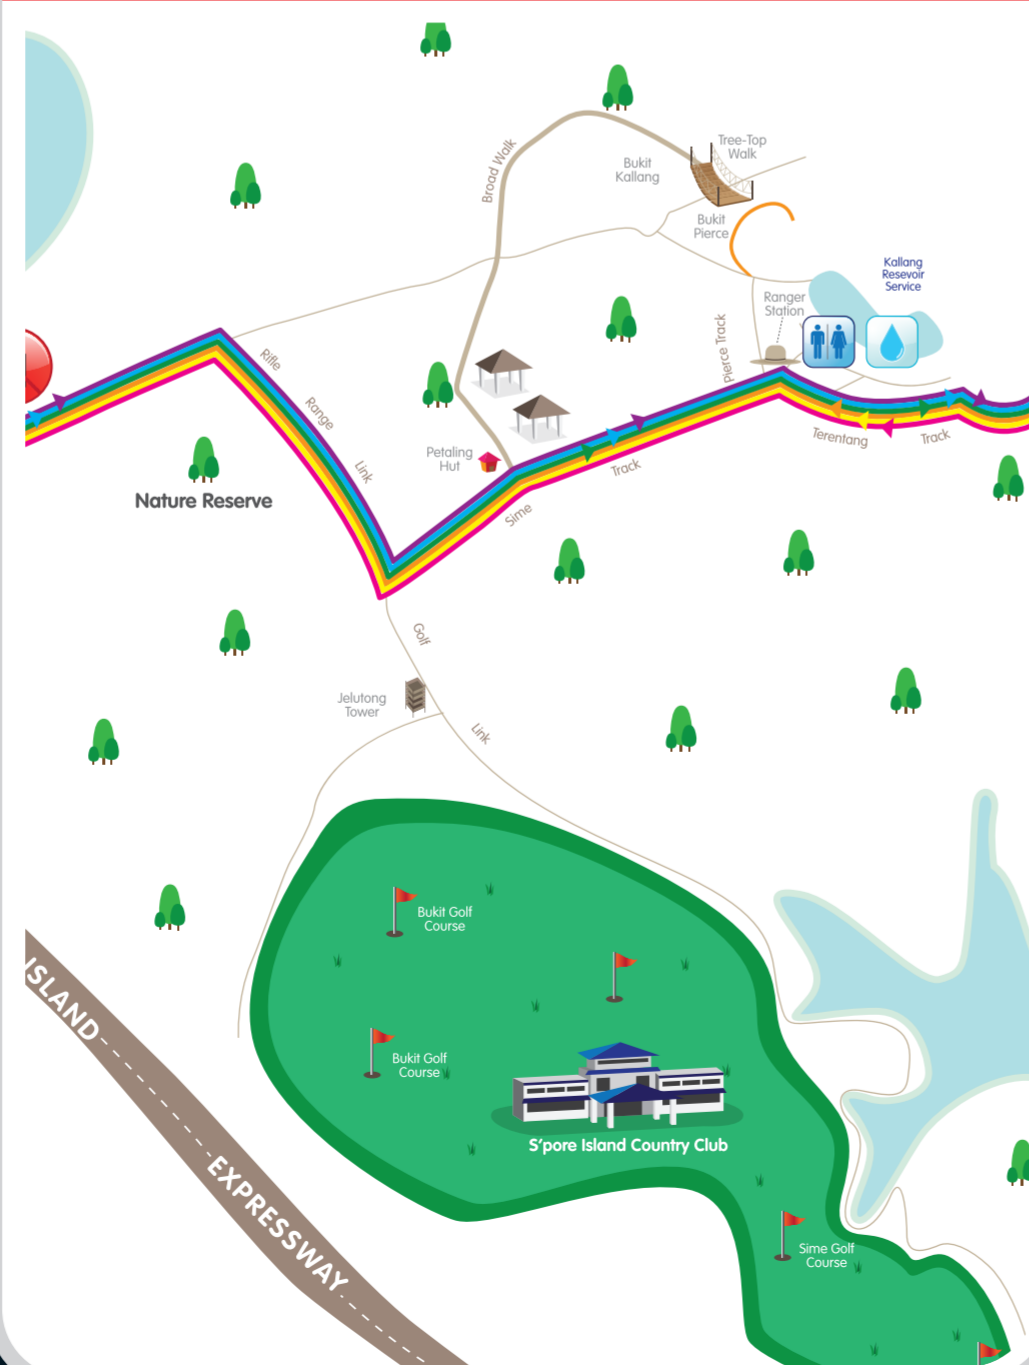 Broad Walk
Tree-Top
Walk
Bukit
Kallang
Bukit
Pierce
Kallang
Resevoir
Service
Ranger
Station
Pierce Track
Rifle
Range
Link
Petaling
Hut
Sime
Track
Terentang
Track
Nature Reserve
Golf
Link
Jelutong
Tower
Bukit Golf
Course
Bukit Golf
Course
S'pore Island Country Club
Sime Golf
Course
ISLAND
EXPRESSWAY